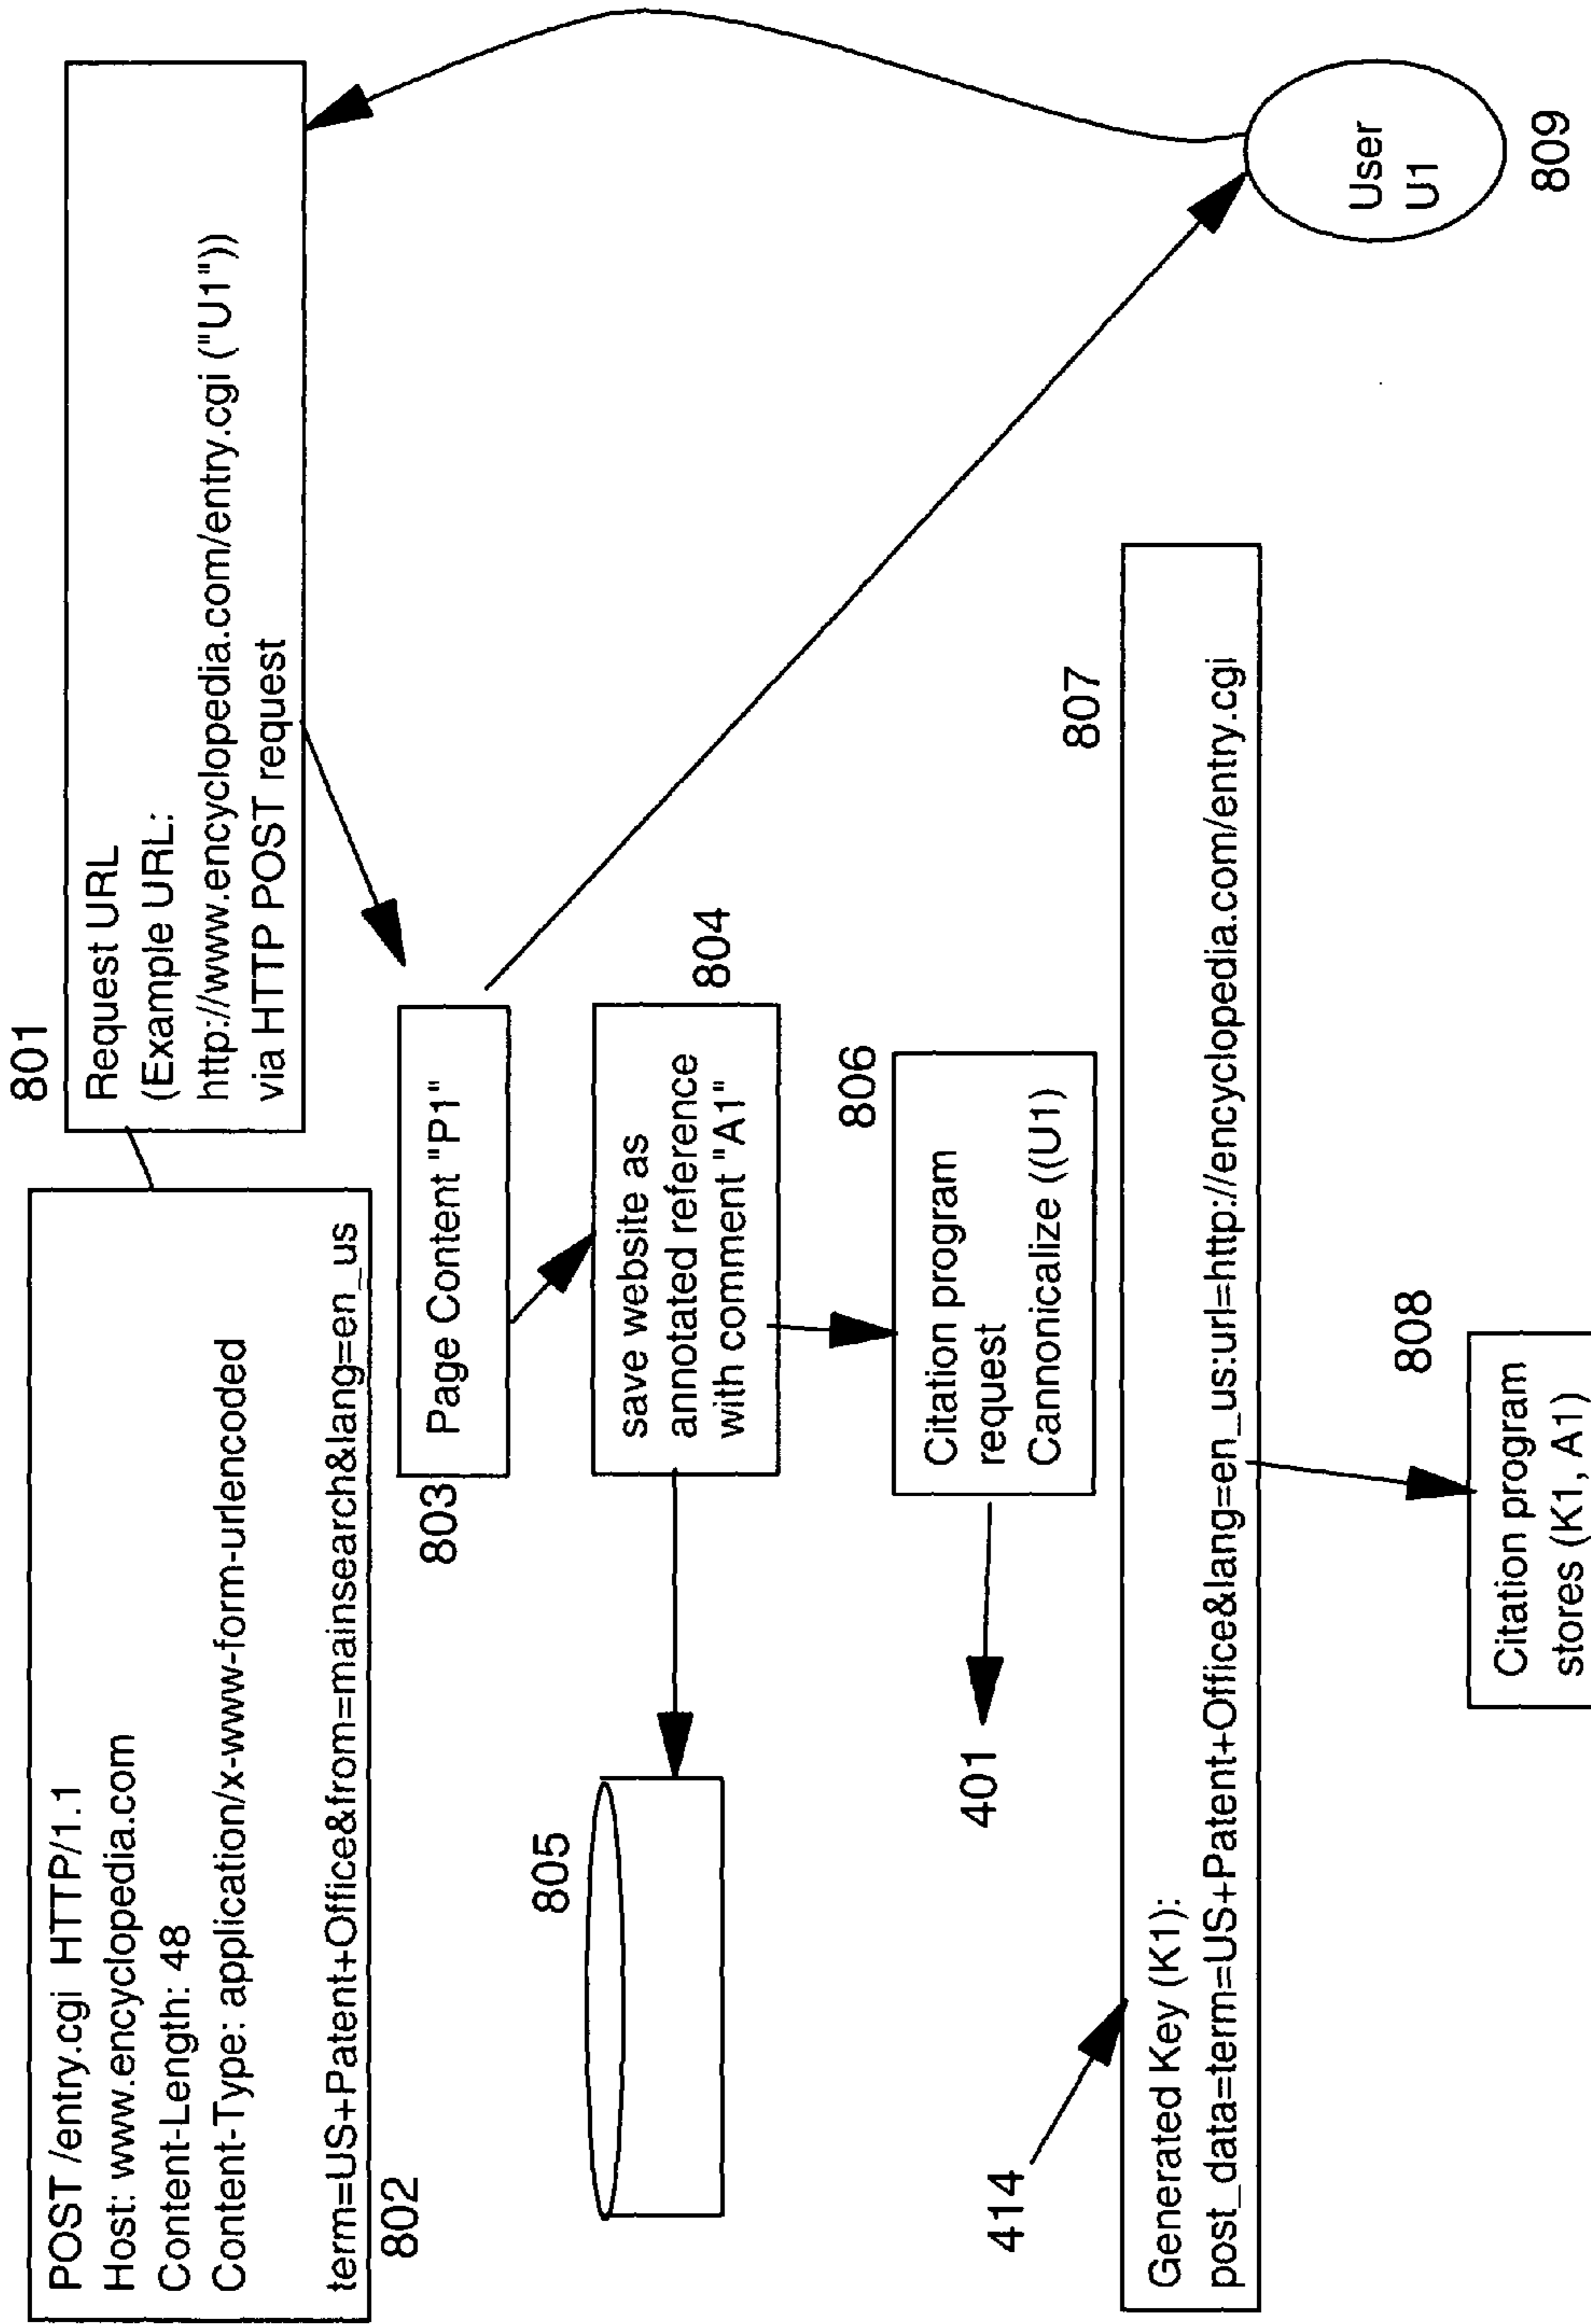 801
Request URL
(Example URL:
http://www.encyclopedia.com/entry.cgi ("U1"))
via HTTP POST request
POST /entry.cgi HTTP/1.1
Host: www.encyclopedia.com
Content-Length: 48
Content-Type: application/x-www-form-urlencoded
term=US+Patent+Office&from=mainsearch&lang=en_us
802
803
Page Content "P1"
804
save website as
annotated reference
with comment "A1"
805
806
Citation program
request
Cannonicalize ((U1)
401
807
414
Generated Key (K1):
post_data=term=US+Patent+Office&lang=en_us:url=http://encyclopedia.com/entry.cgi
808
Citation program
stores (K1, A1)
User
U1
809